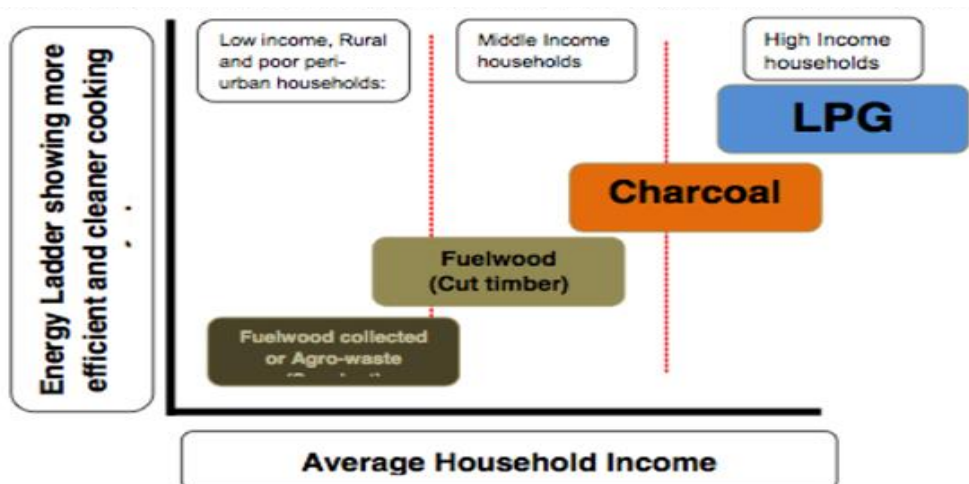 Energy Ladder showing more
efficient and cleaner cooking
Low income, Rural
and poor peri-
urban households:
Middle Income
households
High Income
households
LPG
Charcoal
Fuelwood
(Cut timber)
Fuelwood collected
or Agro-waste
Average Household Income